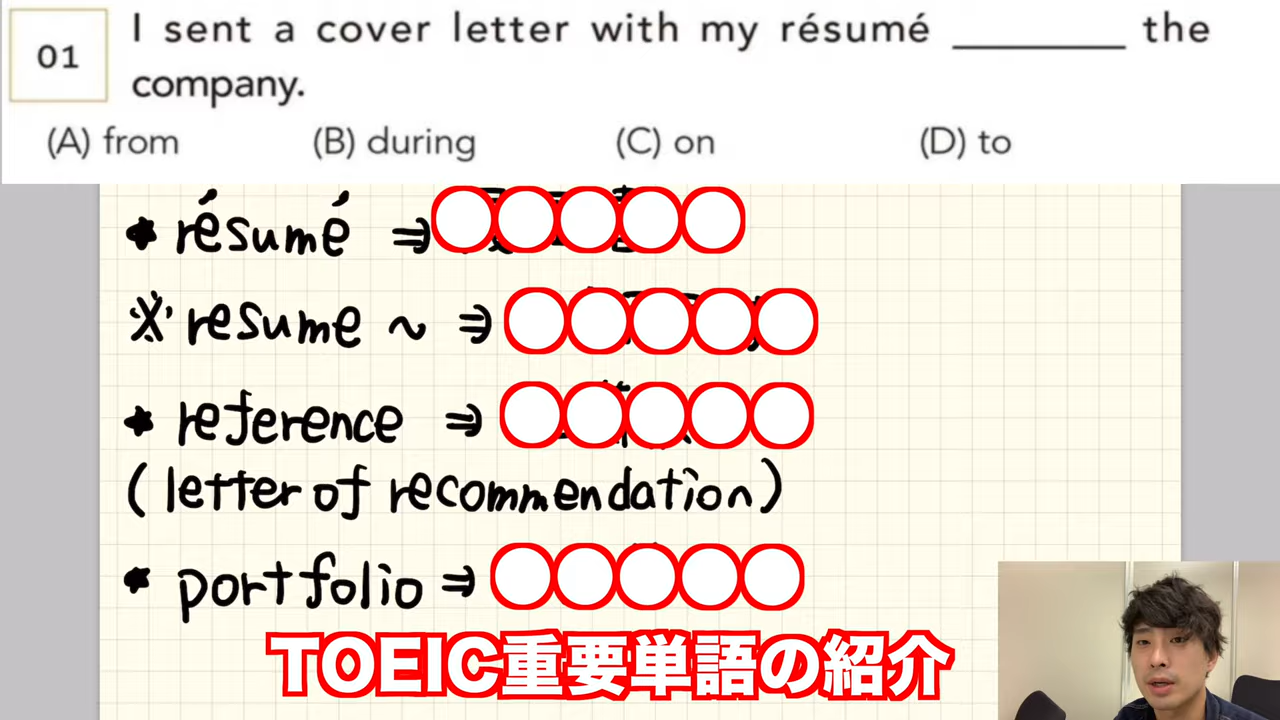 01
I sent a cover letter with my résumé ________ the
company.
(A) from (B) during (C) on (D) to
★ résumé ⇒ ○○○○○
※ resume ~ ⇒ ○○○○○
★ reference ⇒ ○○○○○
(letter of recommendation)
★ portfolio ⇒ ○○○○○
TOEIC重要単語の紹介